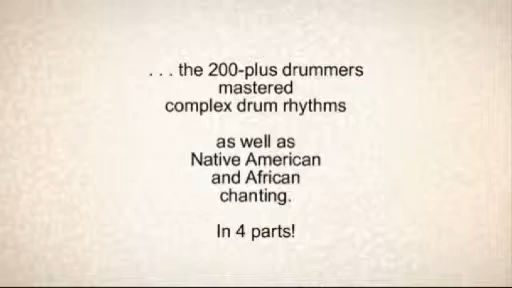 . . . the 200-plus drummers
mastered
complex drum rhythms
as well as
Native American
and African
chanting.
In 4 parts!